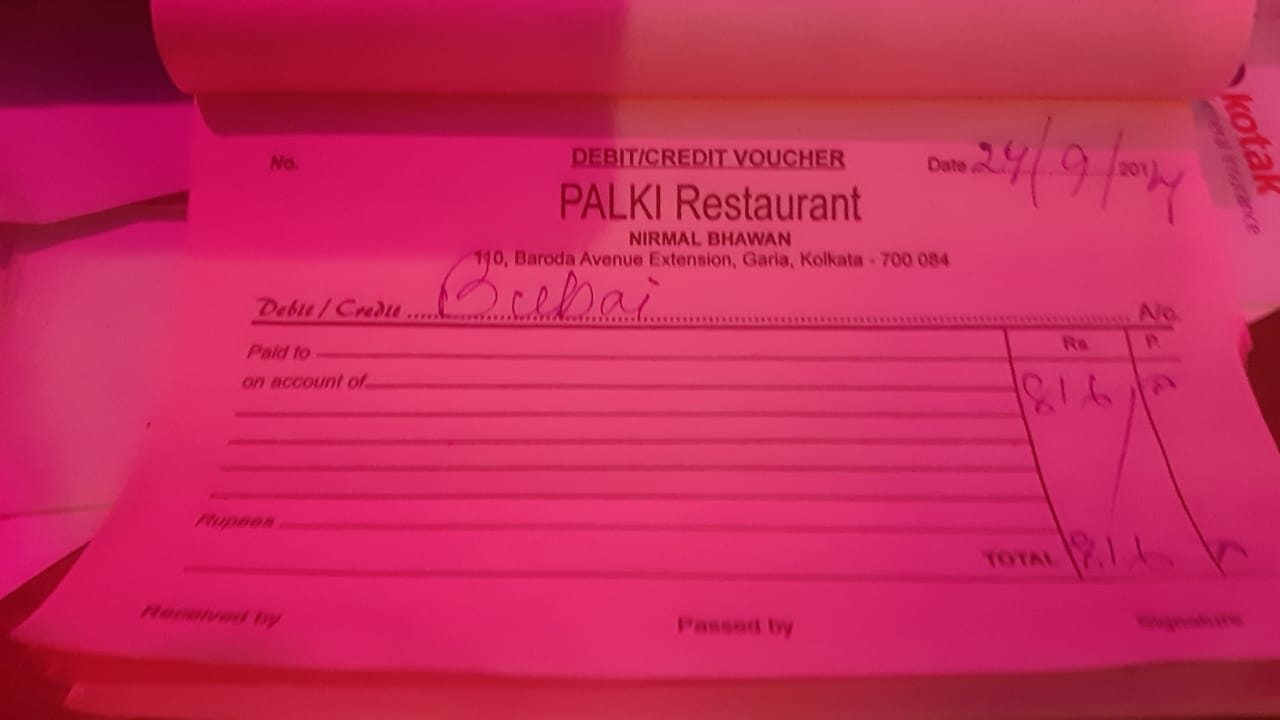 No.
DEBIT/CREDIT VOUCHER
Date 24/9/2014
PALKI Restaurant
NIRMAL BHAWAN
110, Baroda Avenue Extension, Garia, Kolkata - 700 084
Debit / Credit Bubai A/c.
Paid to
Rs. P.
on account of 816
Rupees
TOTAL 816
Received by
Passed by
Signature
kotak
General Insurance